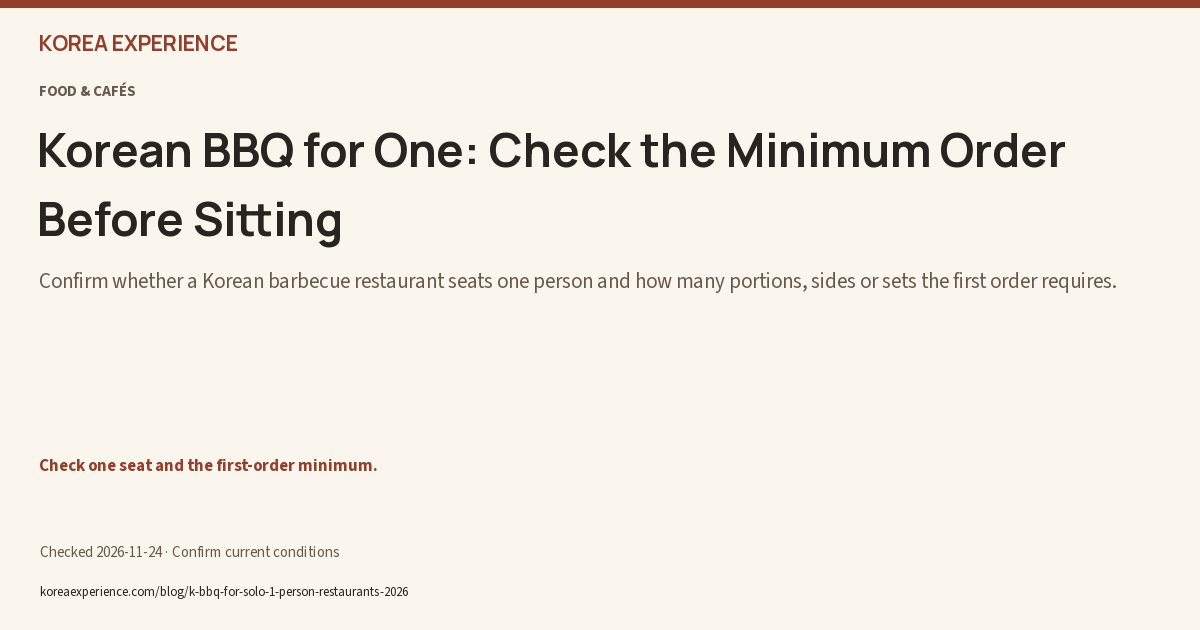 KOREA EXPERIENCE
FOOD & CAFÉS
Korean BBQ for One: Check the Minimum Order
Before Sitting
Confirm whether a Korean barbecue restaurant seats one person and how many portions, sides or sets the first order requires.
Check one seat and the first-order minimum.
Checked 2026-11-24 · Confirm current conditions
koreaexperience.com/blog/k-bbq-for-solo-1-person-restaurants-2026